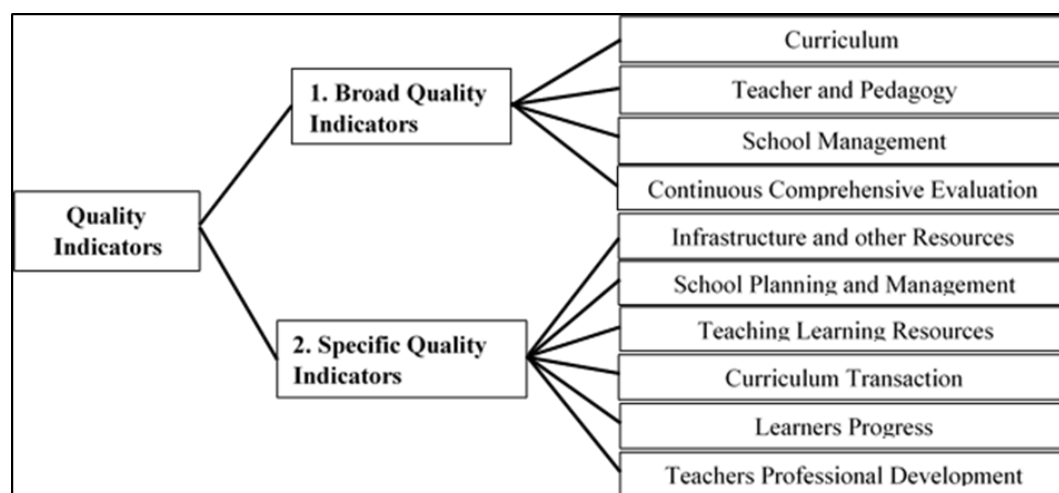 Quality
Indicators
1. Broad Quality
Indicators
Curriculum
Teacher and Pedagogy
School Management
Continuous Comprehensive Evaluation
2. Specific Quality
Indicators
Infrastructure and other Resources
School Planning and Management
Teaching Learning Resources
Curriculum Transaction
Learners Progress
Teachers Professional Development